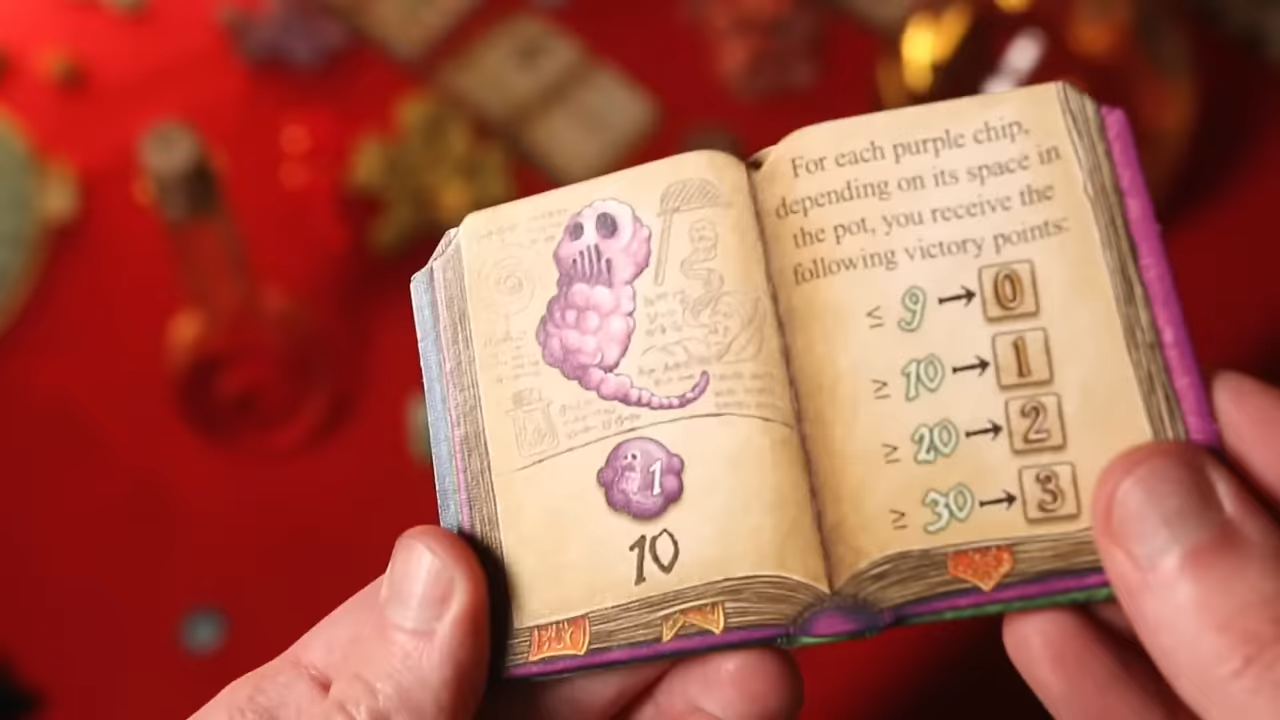 1
10
BUY
For each purple chip,
depending on its space in
the pot, you receive the
following victory points:
≤ 9 → 0
≥ 10 → 1
≥ 20 → 2
≥ 30 → 3